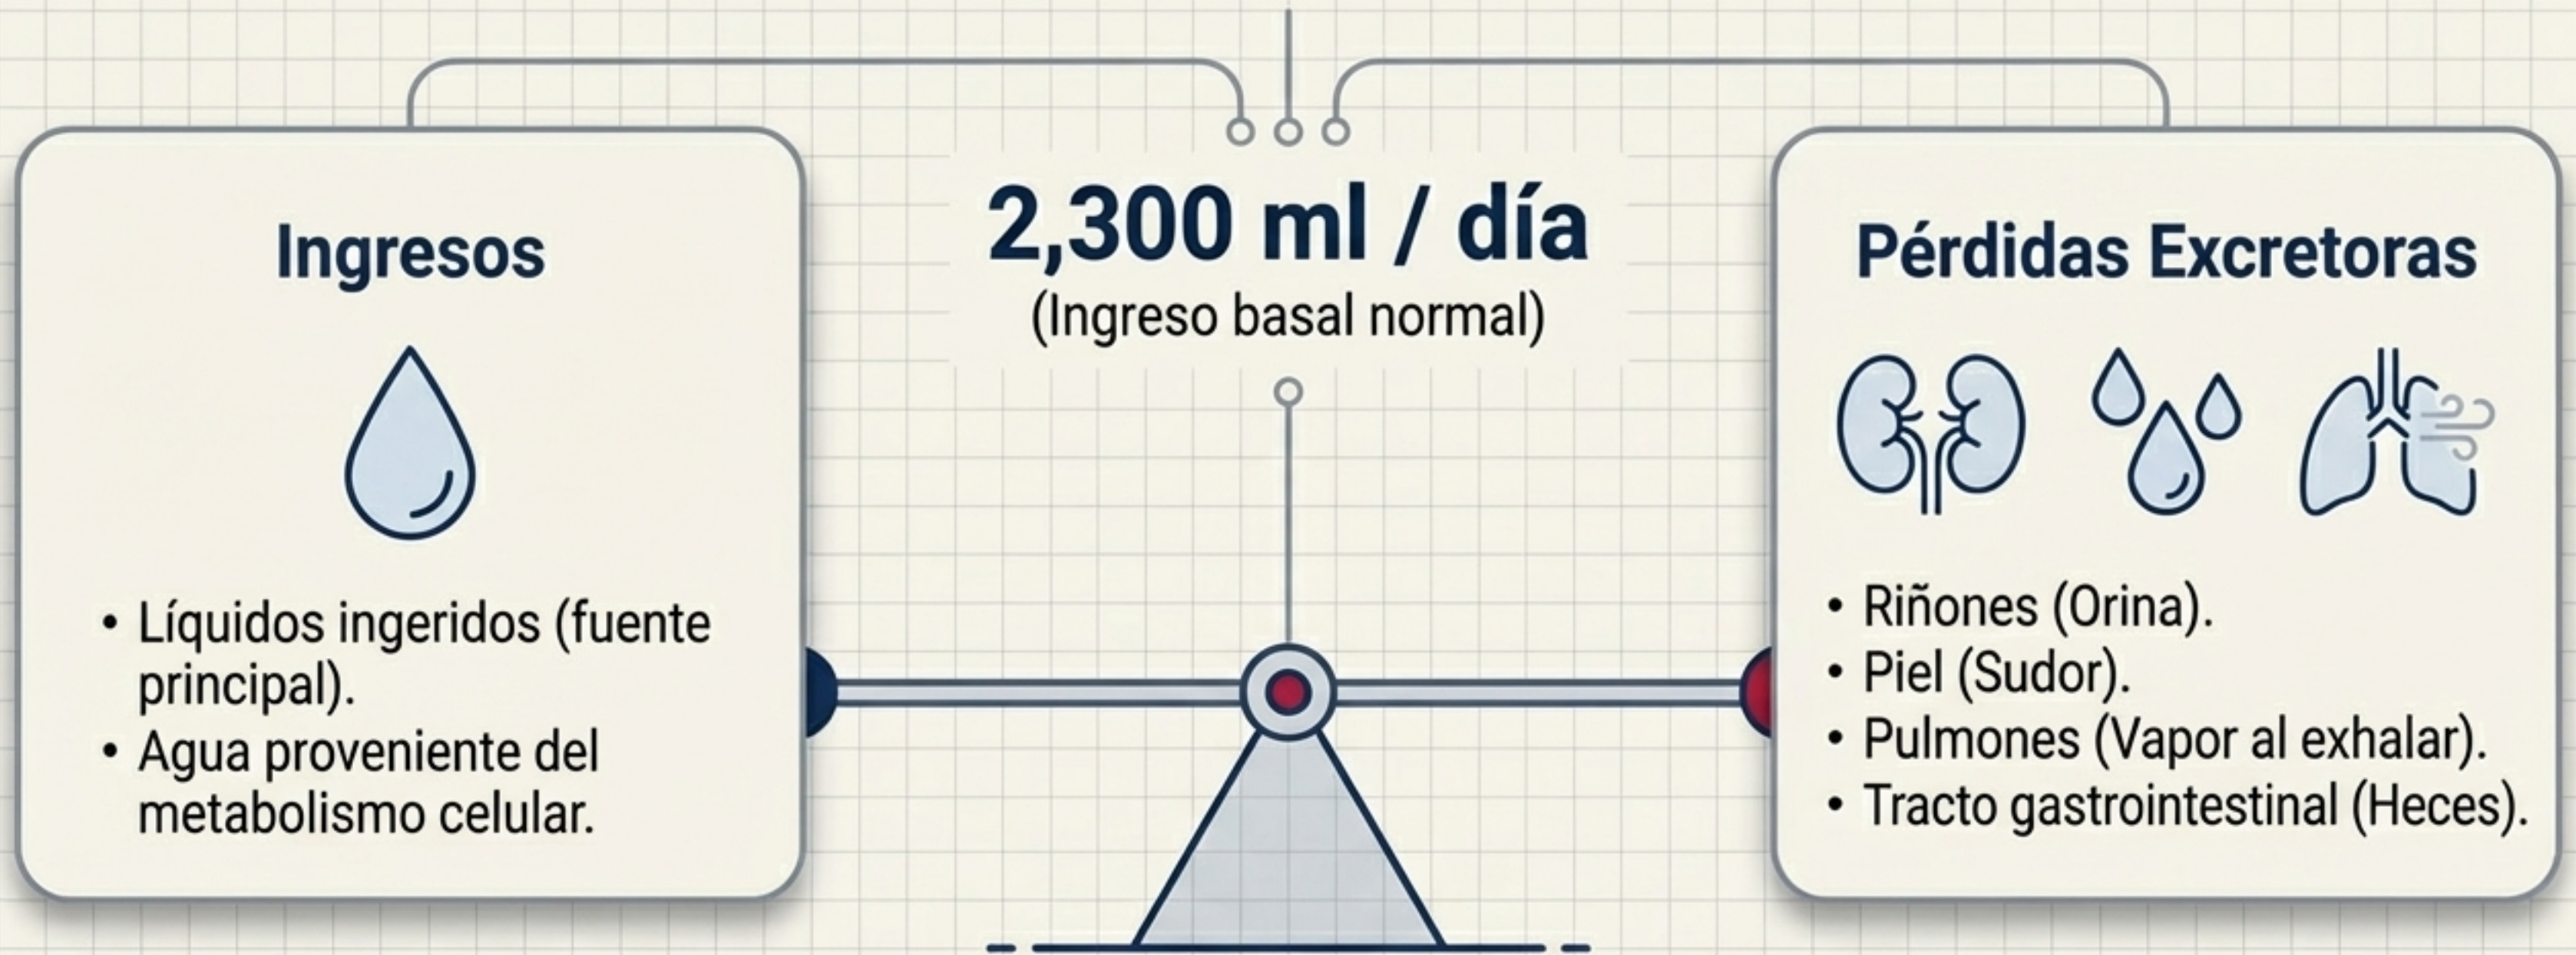 Ingresos
• Líquidos ingeridos (fuente
principal).
• Agua proveniente del
metabolismo celular.
2,300 ml / día
(Ingreso basal normal)
Pérdidas Excretoras
• Riñones (Orina).
• Piel (Sudor).
• Pulmones (Vapor al exhalar).
• Tracto gastrointestinal (Heces).